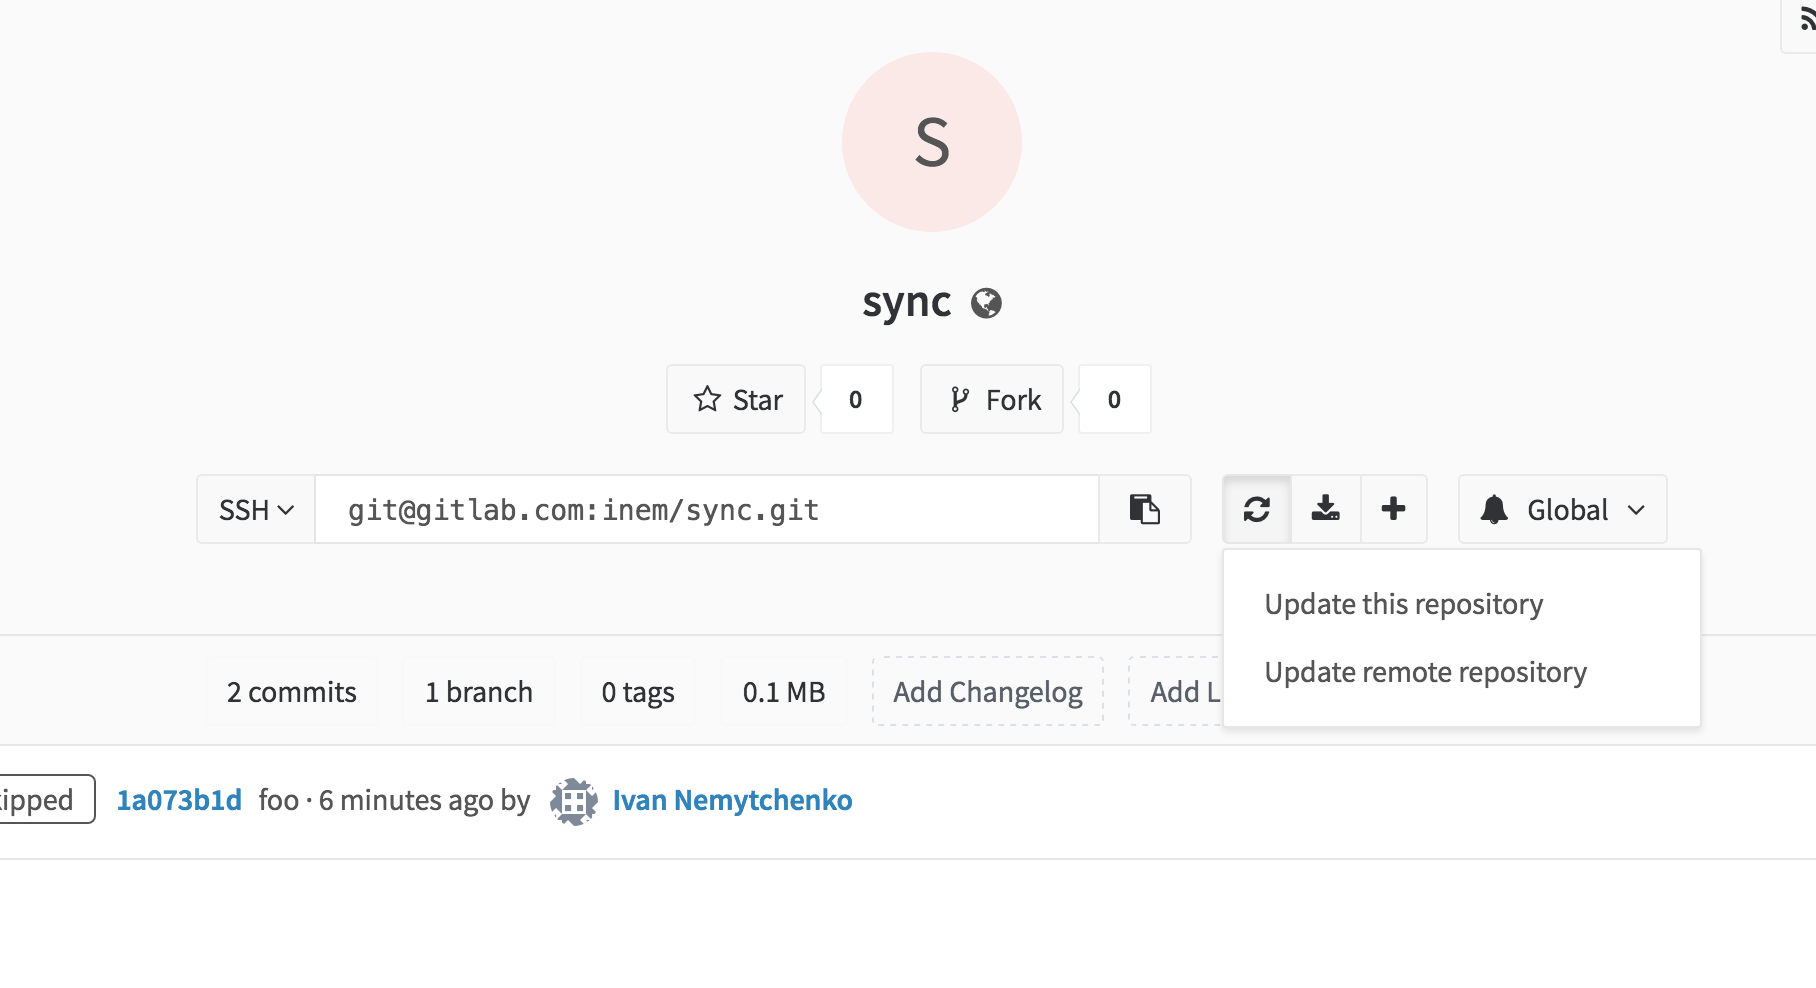 S
sync
Star 0 Fork 0
SSH git@gitlab.com:inem/sync.git Global
Update this repository
Update remote repository
2 commits 1 branch 0 tags 0.1 MB Add Changelog Add L
ipped 1a073b1d foo · 6 minutes ago by Ivan Nemytchenko